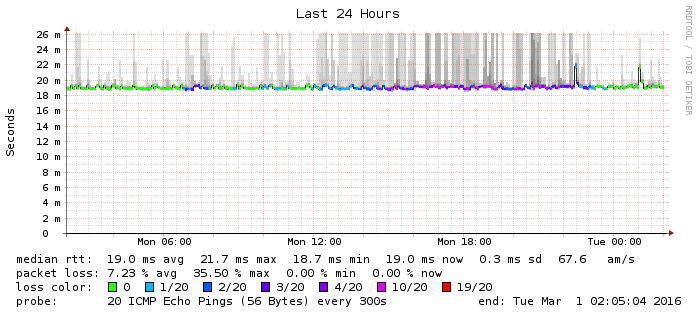 Last 24 Hours
RRDTOOL / TOBI OETIKER
Seconds
26 m
24 m
22 m
20 m
18 m
16 m
14 m
12 m
10 m
8 m
6 m
4 m
2 m
0
Mon 06:00 Mon 12:00 Mon 18:00 Tue 00:00
median rtt: 19.0 ms avg 21.7 ms max 18.7 ms min 19.0 ms now 0.3 ms sd 67.6 am/s
packet loss: 7.23 % avg 35.50 % max 0.00 % min 0.00 % now
loss color: 0 1/20 2/20 3/20 4/20 10/20 19/20
probe: 20 ICMP Echo Pings (56 Bytes) every 300s end: Tue Mar 1 02:05:04 2016